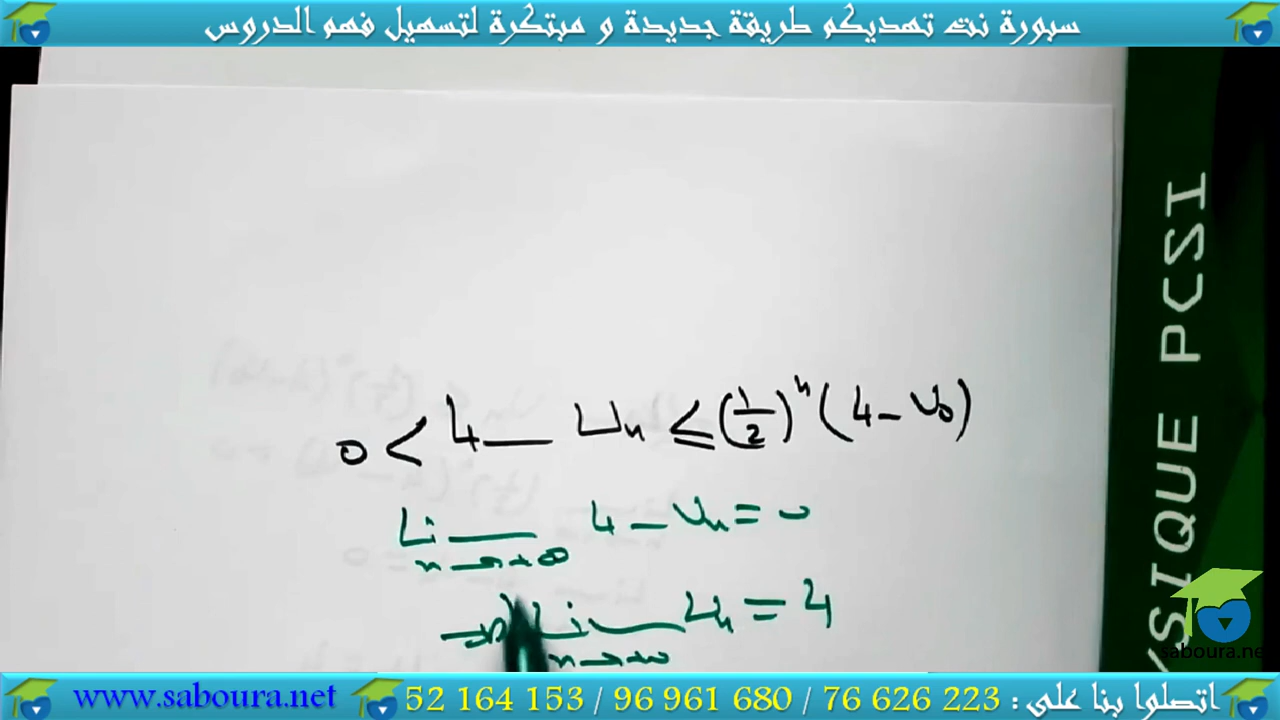 سبورة نت تهديكم طريقة جديدة و مبتكرة لتسهيل فهم الدروس
0 < 4 - Un ≤ (1/2)^n (4 - U0)
Lim 4 - Un = 0
n → +∞
⇒ Lim Un = 4
n → +∞
PHYSIQUE PCSI
saboura.net
www.saboura.net
اتصلوا بنا على : 52 164 153 / 96 961 680 / 76 626 223